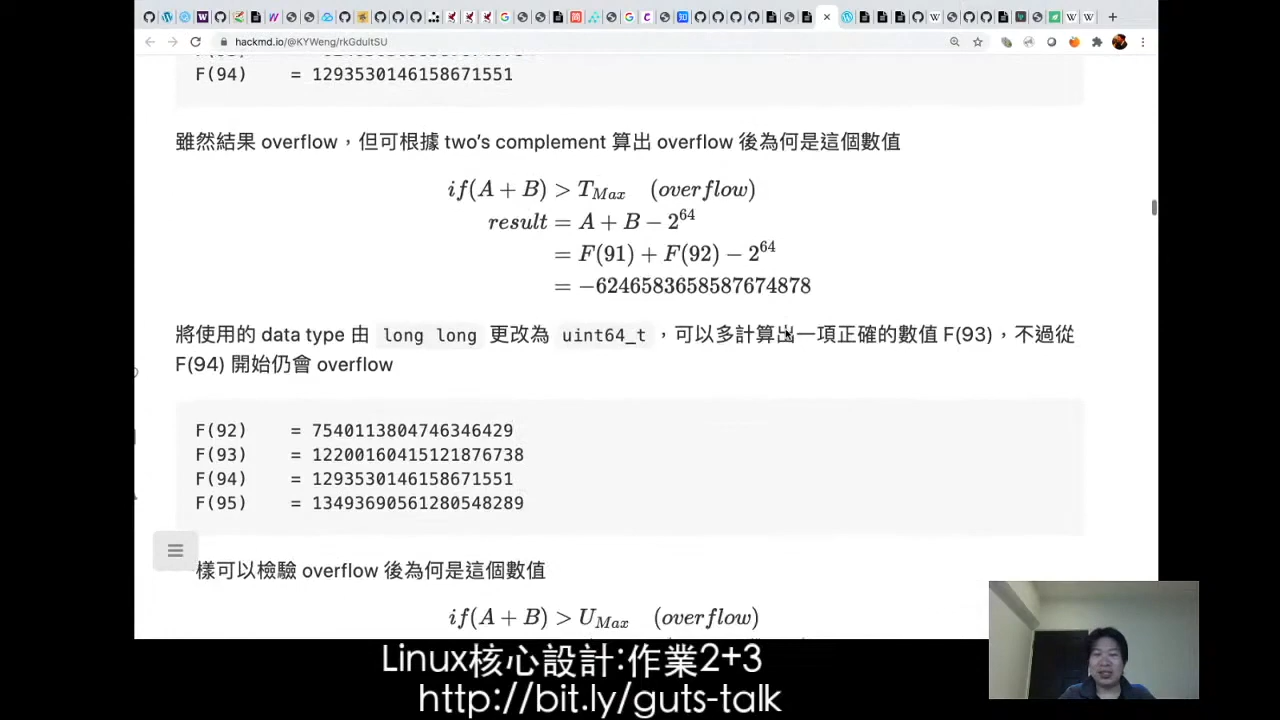 hackmd.io/@KYWeng/rkGdultSU
F(94) = 1293530146158671551
雖然結果 overflow，但可根據 two's complement 算出 overflow 後為何是這個數值
if(A + B) > T_Max (overflow)
result = A + B − 2^64
= F(91) + F(92) − 2^64
= −6246583658587674878
將使用的 data type 由 long long 更改為 uint64_t ，可以多計算出一項正確的數值 F(93)，不過從
F(94) 開始仍會 overflow
F(92) = 7540113804746346429
F(93) = 12200160415121876738
F(94) = 1293530146158671551
F(95) = 13493690561280548289
樣可以檢驗 overflow 後為何是這個數值
if(A + B) > U_Max (overflow)
Linux核心設計:作業2+3
http://bit.ly/guts-talk